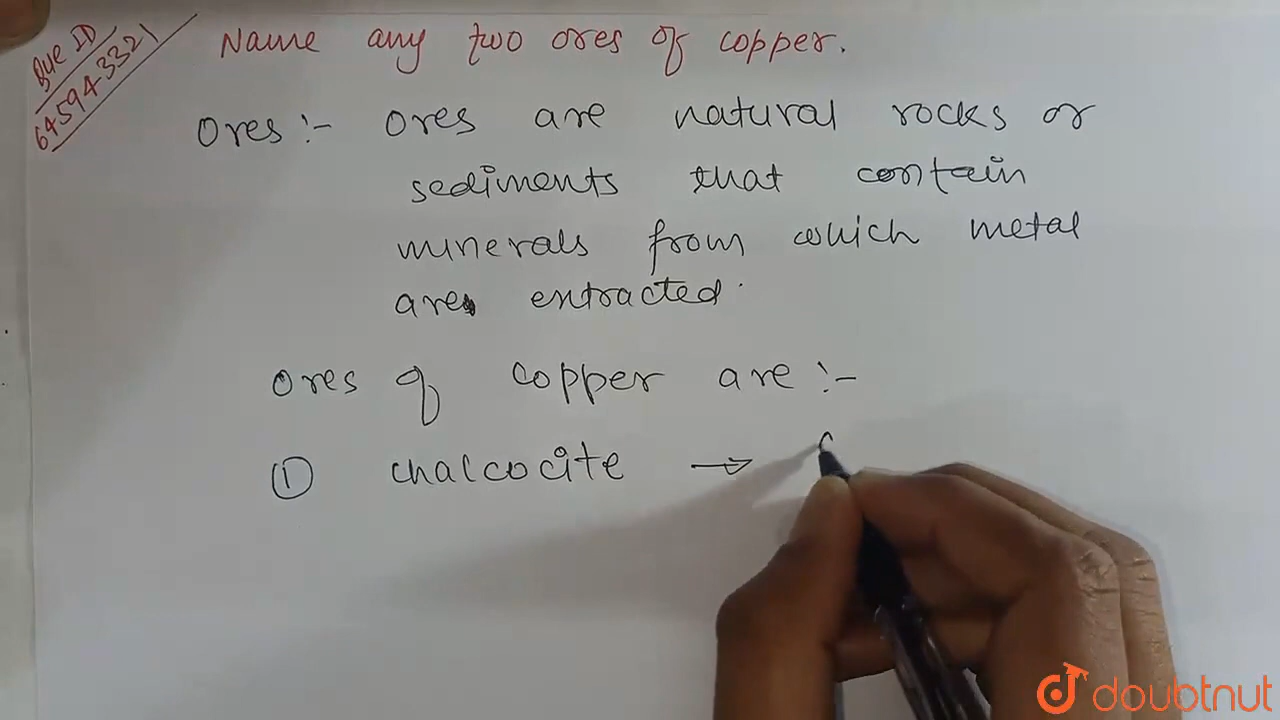 Que ID
645943321
Name any two ores of copper.
Ores :- Ores are natural rocks or
sediments that contain
minerals from which metal
are extracted.
Ores of copper are :-
① chalcocite →
doubtnut